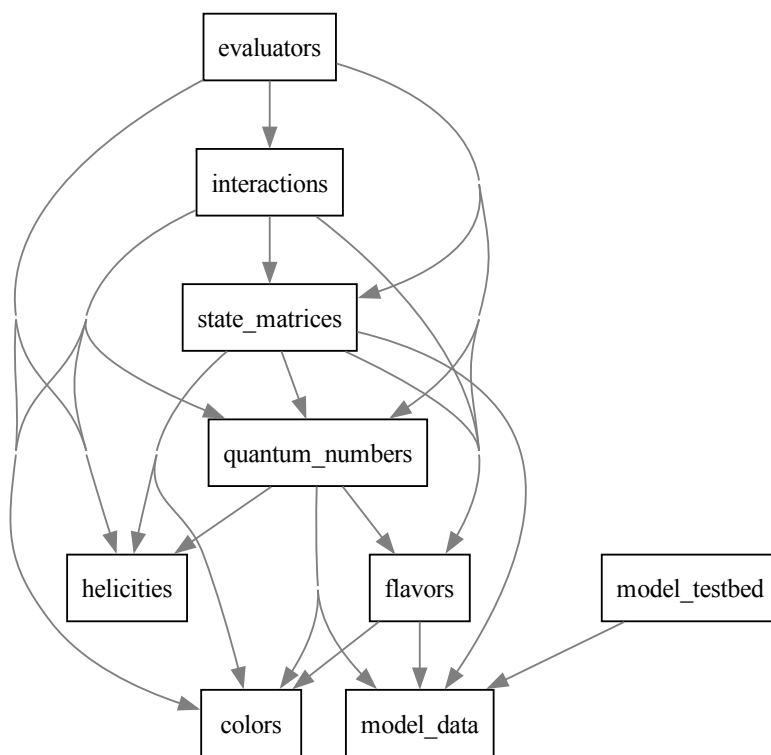 evaluators
interactions
state_matrices
quantum_numbers
helicities
flavors
model_testbed
colors
model_data